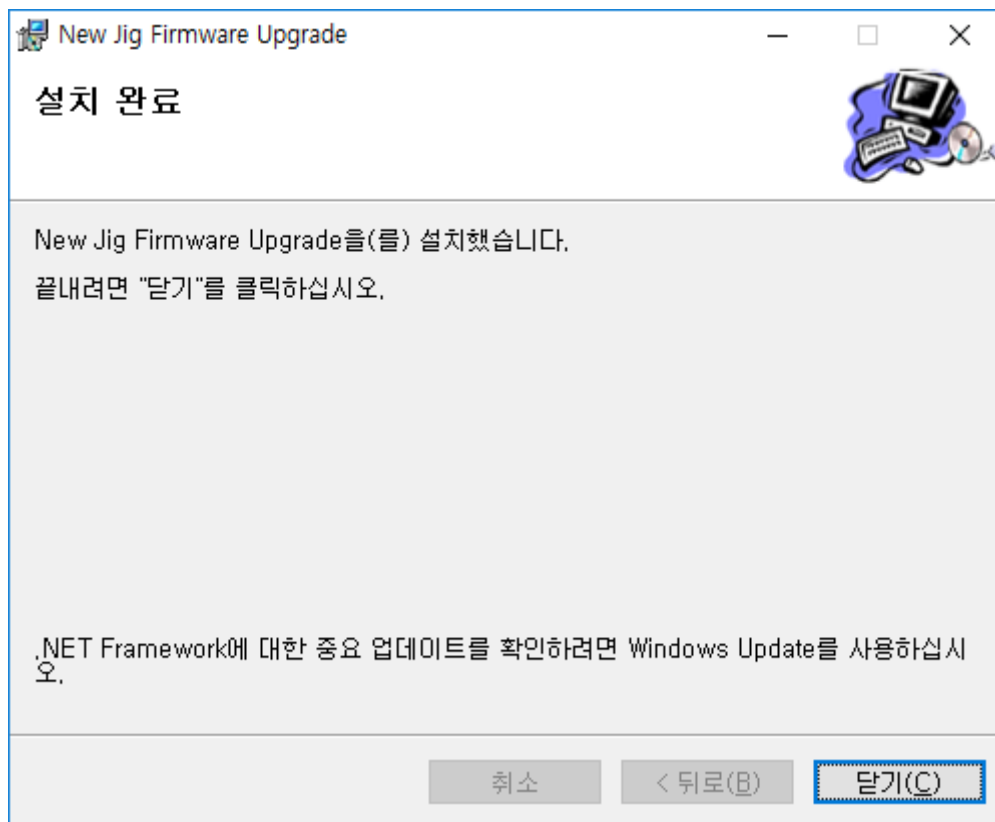 New Jig Firmware Upgrade
설치 완료
New Jig Firmware Upgrade을(를) 설치했습니다.
끝내려면 "닫기"를 클릭하십시오.
.NET Framework에 대한 중요 업데이트를 확인하려면 Windows Update를 사용하십시
오.
취소
< 뒤로(B)
닫기(C)